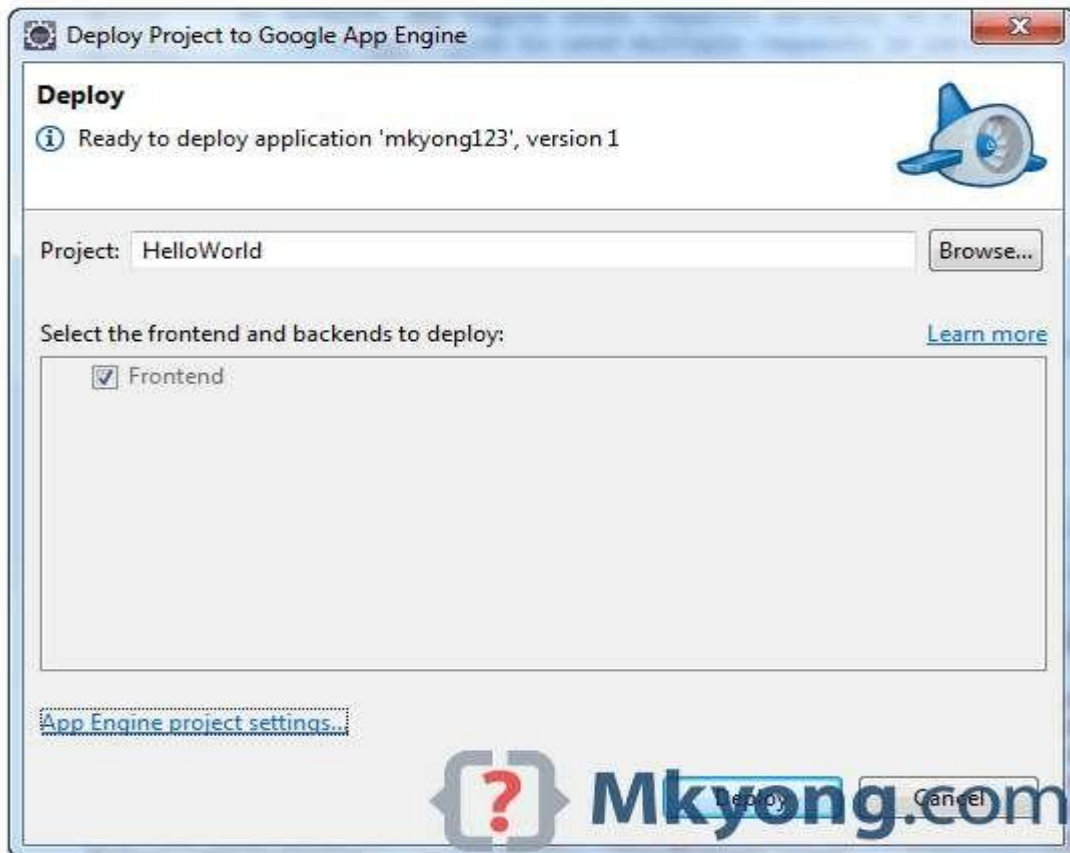 Deploy Project to Google App Engine
Deploy
Ready to deploy application 'mkyong123', version 1
Project: HelloWorld Browse...
Select the frontend and backends to deploy: Learn more
Frontend
App Engine project settings...
Deploy Cancel
Mkyong.com